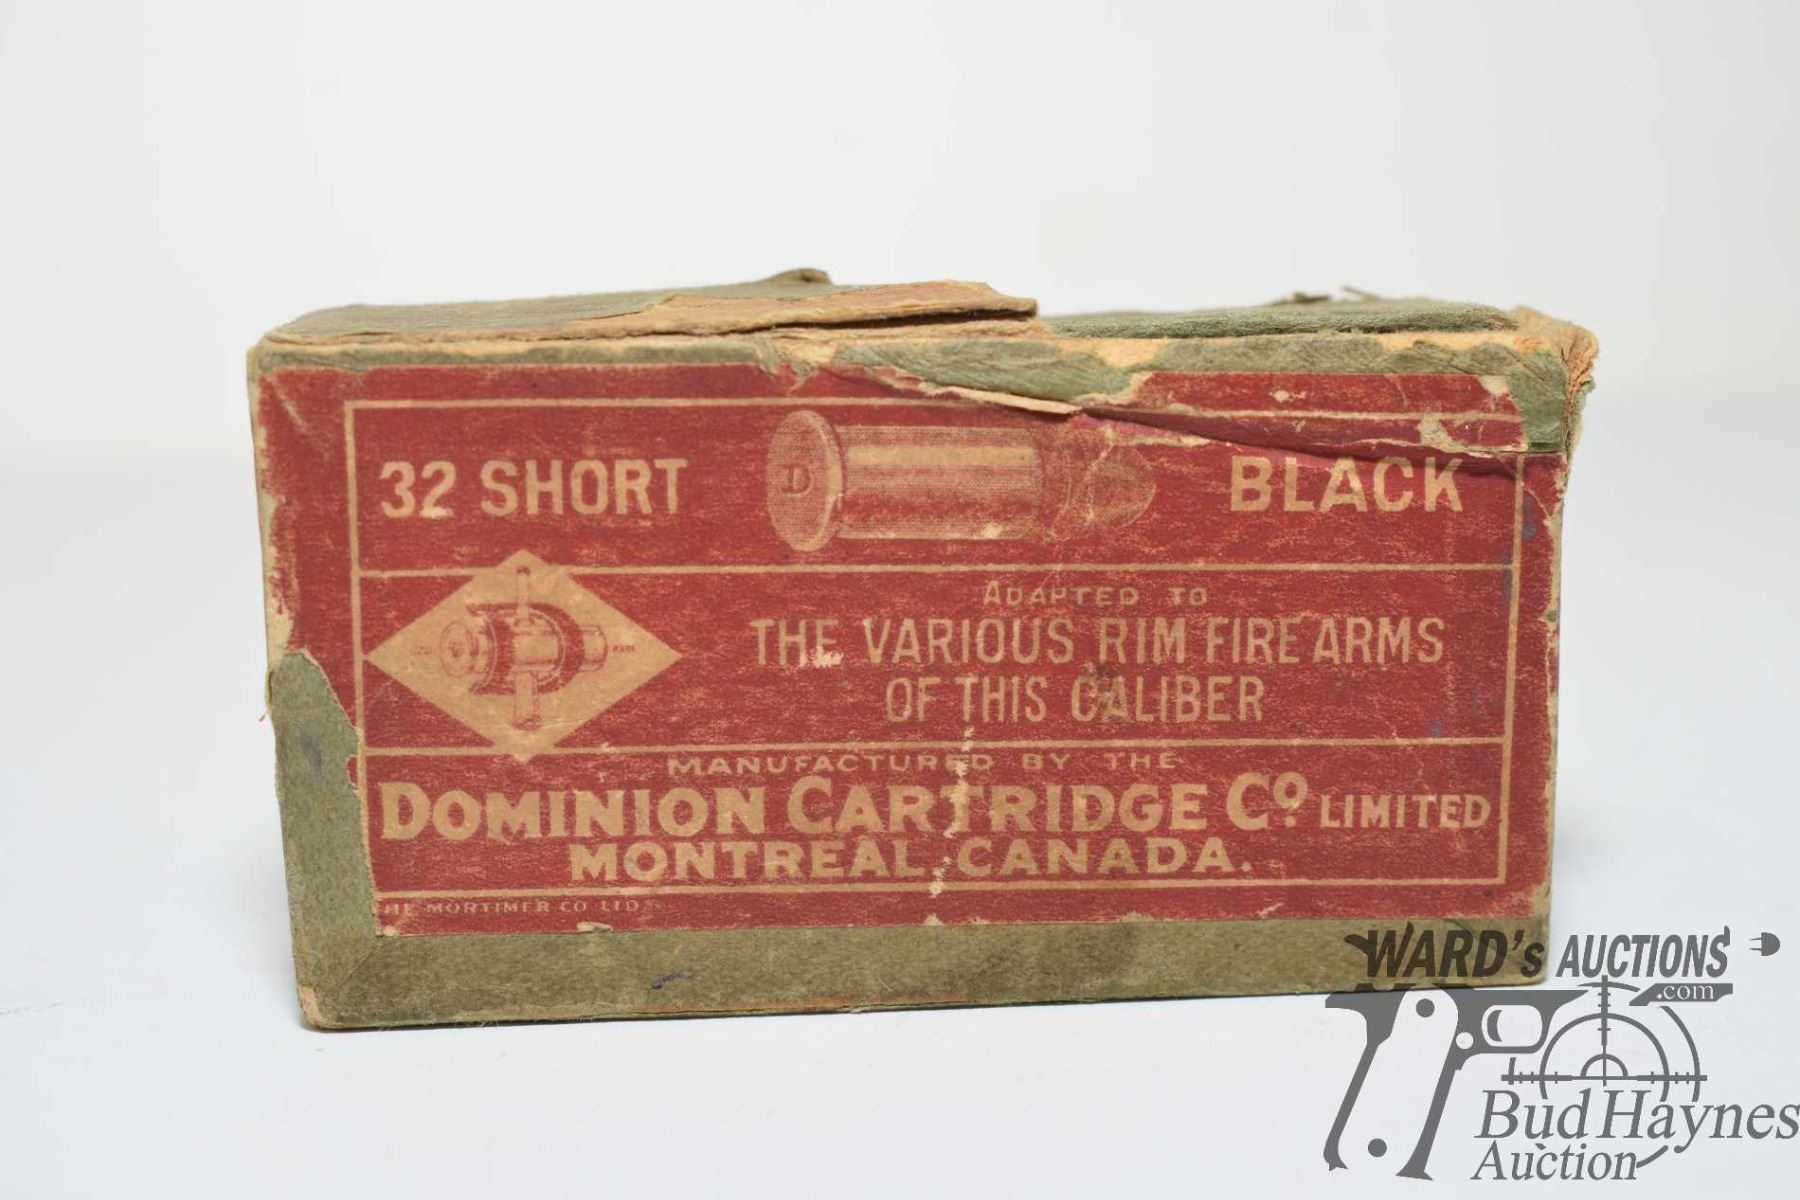 32 SHORT
D
BLACK
ADAPTED TO
THE VARIOUS RIM FIRE ARMS
OF THIS CALIBER
MARK
MANUFACTURED BY THE
DOMINION CARTRIDGE Co. LIMITED
MONTREAL, CANADA.
MORTIMER CO LTD.
WARD's AUCTIONS
.com
Bud Haynes
Auction